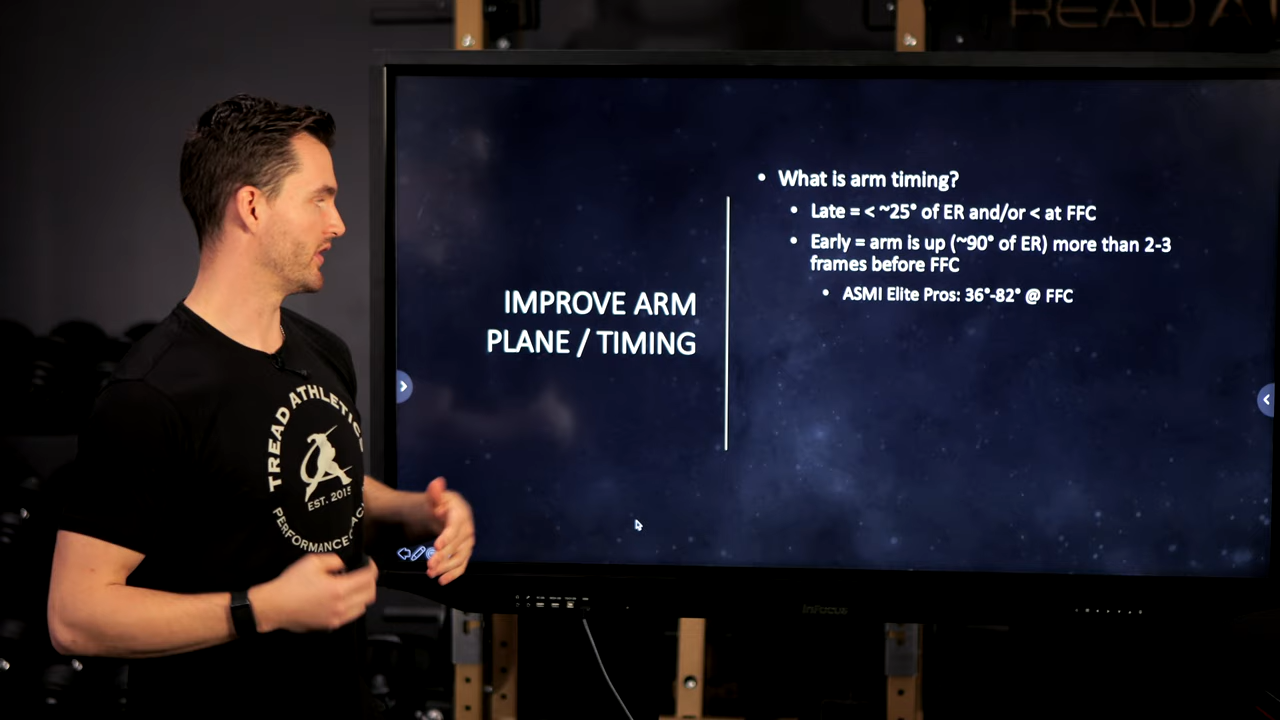 READ A
What is arm timing?
Late = < ~25° of ER and/or < at FFC
Early = arm is up (~90° of ER) more than 2-3
frames before FFC
ASMI Elite Pros: 36°-82° @ FFC
IMPROVE ARM
PLANE / TIMING
TREAD ATHLETIC
EST. 2015
PERFORMANCE
InFocus